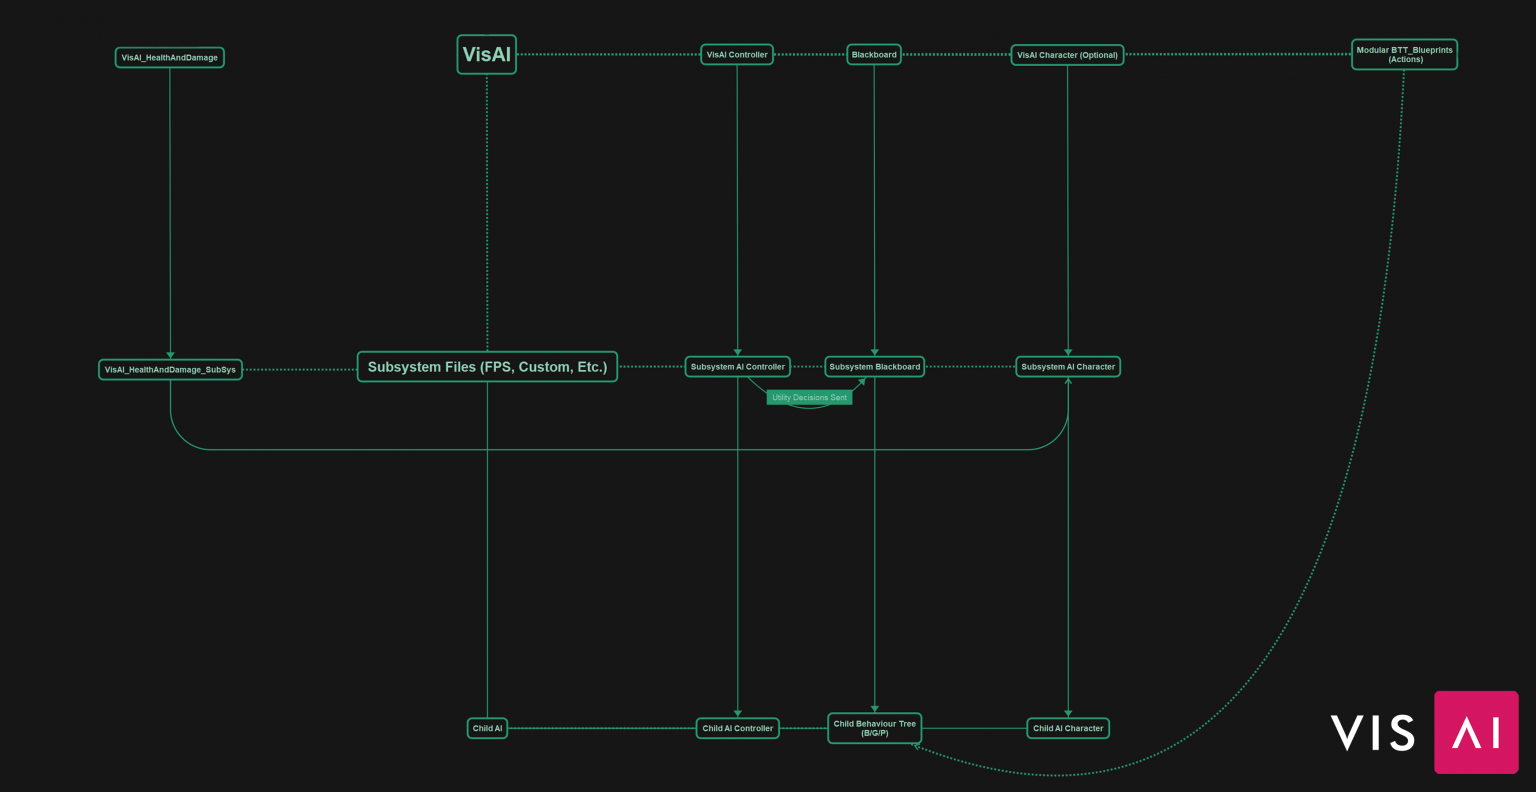 VisAI_HealthAndDamage
VisAI
VisAI Controller
Blackboard
VisAI Character (Optional)
Modular BTT_Blueprints
(Actions)
VisAI_HealthAndDamage_SubSys
Subsystem Files (FPS, Custom, Etc.)
Subsystem AI Controller
Subsystem Blackboard
Subsystem AI Character
Utility Decisions Sent
Child AI
Child AI Controller
Child Behaviour Tree
(B/G/P)
Child AI Character
VIS AI